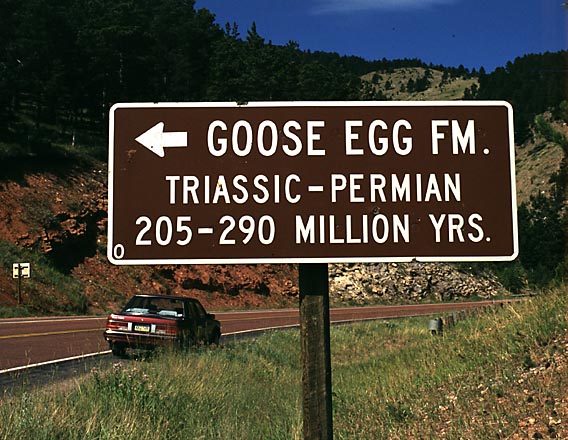 GOOSE EGG FM.
TRIASSIC-PERMIAN
205-290 MILLION YRS.
O